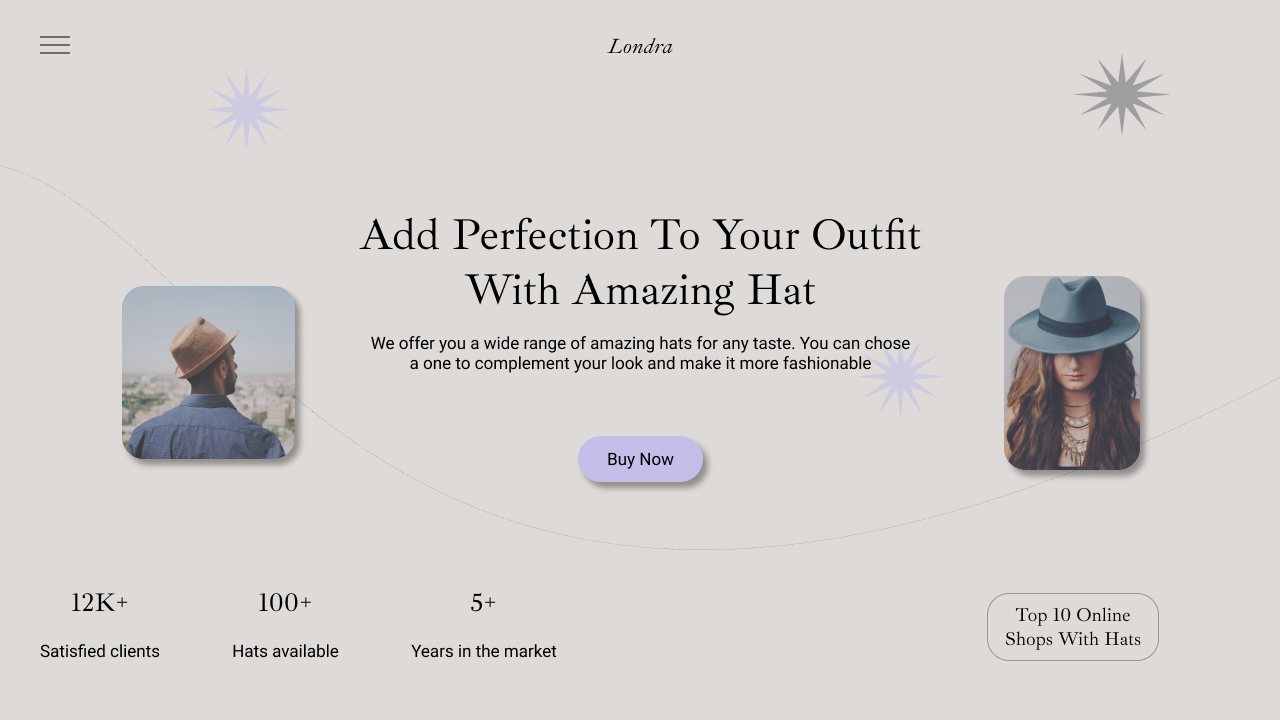 Londra
Add Perfection To Your Outfit
With Amazing Hat
We offer you a wide range of amazing hats for any taste. You can chose
a one to complement your look and make it more fashionable
Buy Now
12K+
Satisfied clients
100+
Hats available
5+
Years in the market
Top 10 Online
Shops With Hats